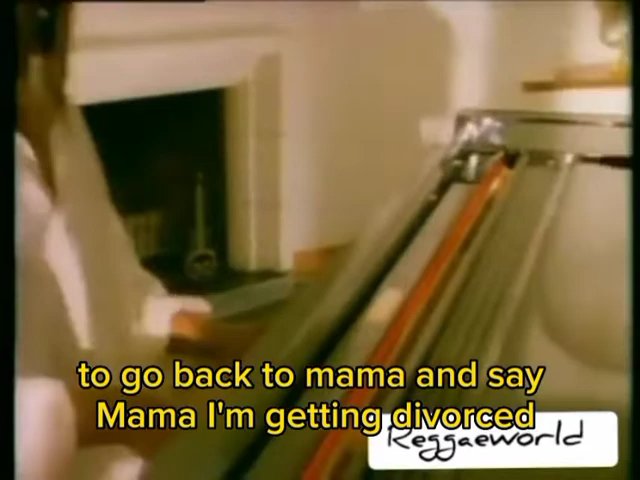 to go back to mama and say
Mama I'm getting divorced
Reggaeworld